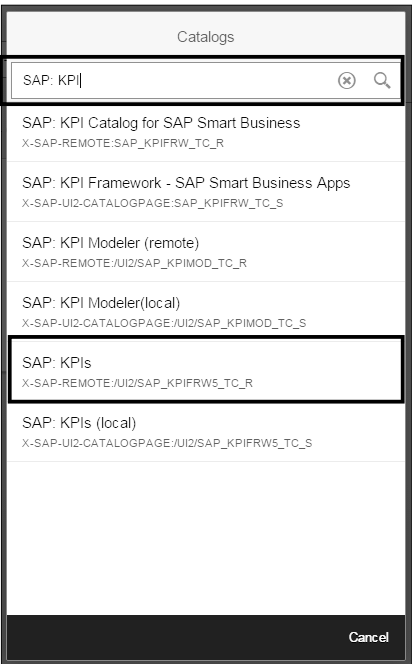 Catalogs
SAP: KPI
SAP: KPI Catalog for SAP Smart Business
X-SAP-REMOTE:SAP_KPIFRW_TC_R
SAP: KPI Framework - SAP Smart Business Apps
X-SAP-UI2-CATALOGPAGE:SAP_KPIFRW_TC_S
SAP: KPI Modeler (remote)
X-SAP-REMOTE:/UI2/SAP_KPIMOD_TC_R
SAP: KPI Modeler(local)
X-SAP-UI2-CATALOGPAGE:/UI2/SAP_KPIMOD_TC_S
SAP: KPIs
X-SAP-REMOTE:/UI2/SAP_KPIFRW5_TC_R
SAP: KPIs (local)
X-SAP-UI2-CATALOGPAGE:/UI2/SAP_KPIFRW5_TC_S
Cancel